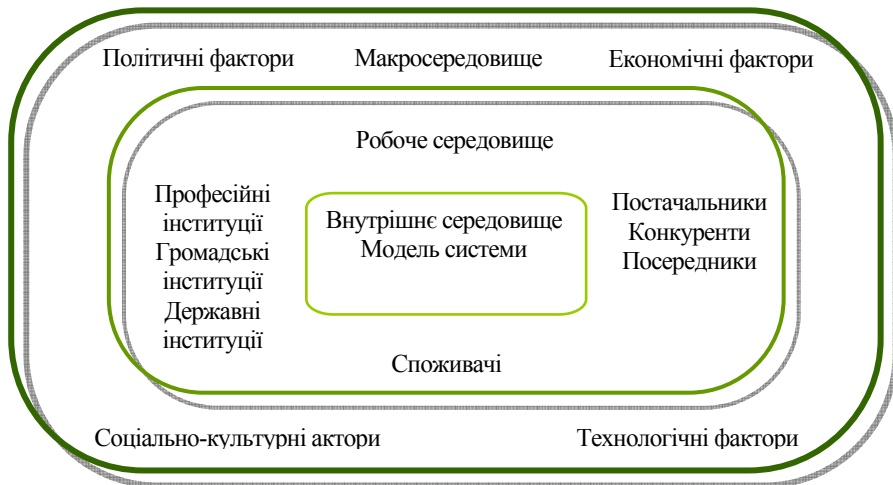 Політичні фактори Макросередовище Економічні фактори
Робоче середовище
Професійні
інституції
Громадські
інституції
Державні
інституції
Внутрішнє середовище
Модель системи
Постачальники
Конкуренти
Посередники
Споживачі
Соціально-культурні актори Технологічні фактори